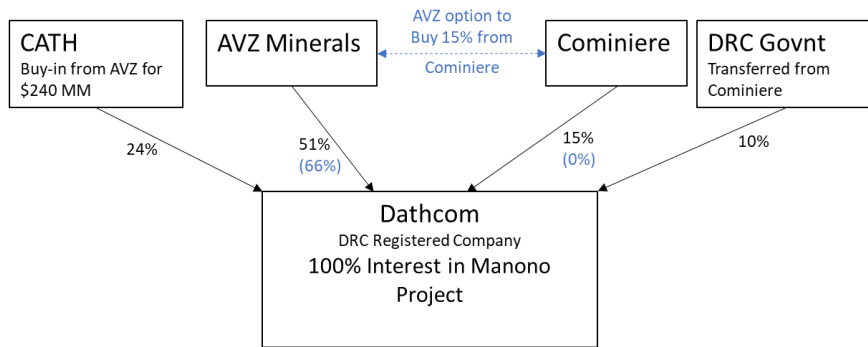 CATH
Buy-in from AVZ for
$240 MM
AVZ Minerals
AVZ option to
Buy 15% from
Cominiere
Cominiere
DRC Govnt
Transferred from
Cominiere
24%
51%
(66%)
15%
(0%)
10%
Dathcom
DRC Registered Company
100% Interest in Manono
Project